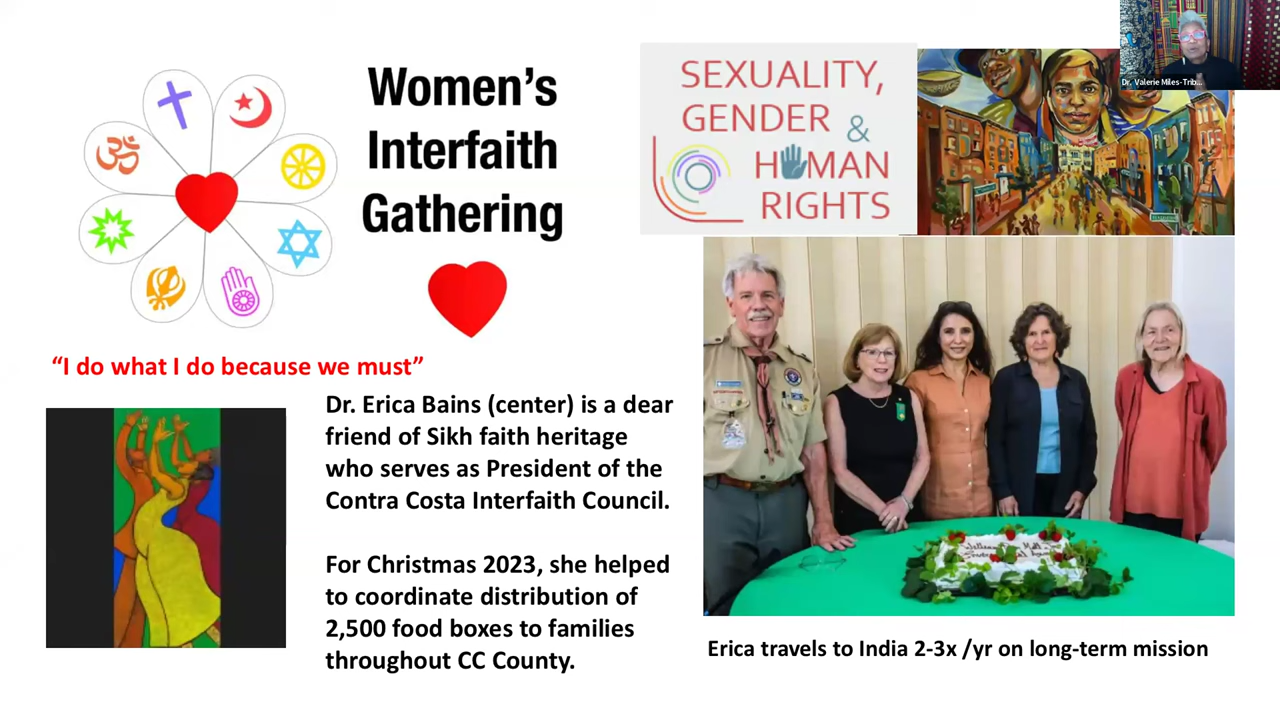 Women’s
Interfaith
Gathering
SEXUALITY,
GENDER &
HUMAN
RIGHTS
Dr. Valerie Miles-Trib...
“I do what I do because we must”
Dr. Erica Bains (center) is a dear
friend of Sikh faith heritage
who serves as President of the
Contra Costa Interfaith Council.
For Christmas 2023, she helped
to coordinate distribution of
2,500 food boxes to families
throughout CC County.
Erica travels to India 2-3x /yr on long-term mission